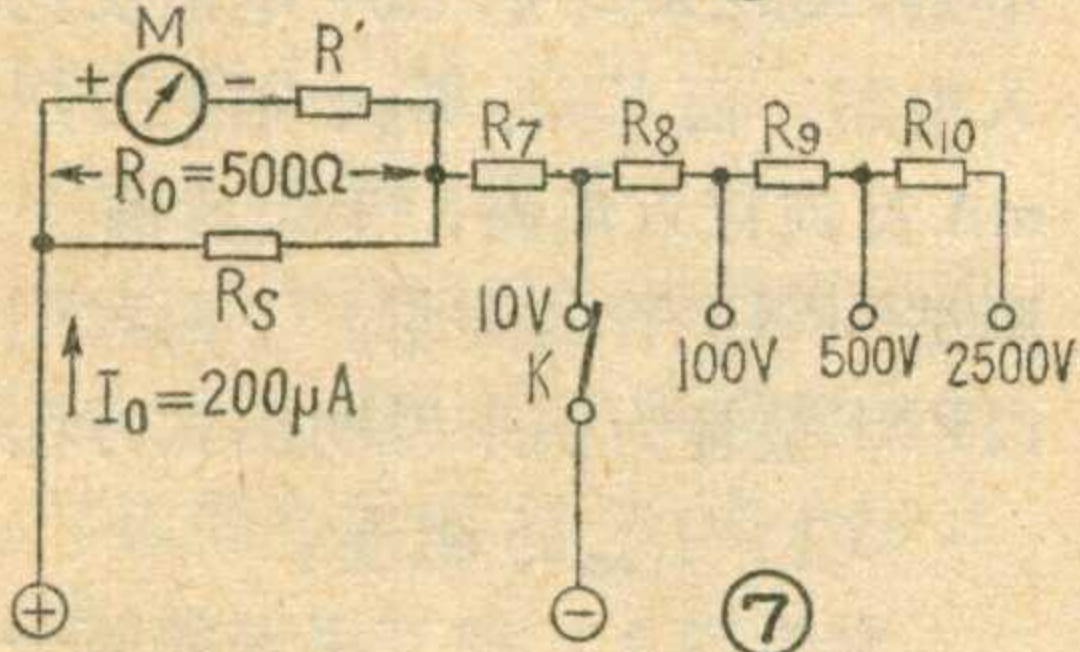 M
R′
+ −
R7 R8 R9 R10
R0=500Ω
RS
10V
K
100V 500V 2500V
I0=200μA
+ − ⑦